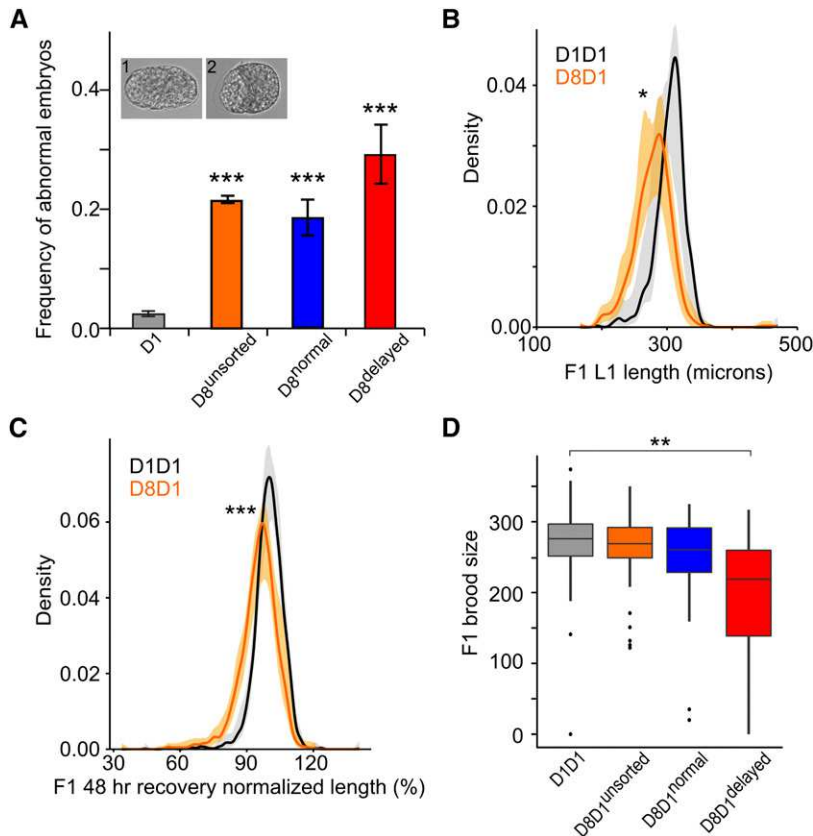 A
Frequency of abnormal embryos
0.4
0.2
0.0
1
2
***
***
***
D1
D8unsorted
D8normal
D8delayed
B
D1D1
D8D1
*
Density
0.04
0.02
0.00
100
300
500
F1 L1 length (microns)
C
D1D1
D8D1
***
Density
0.06
0.04
0.02
0.00
30
60
90
120
F1 48 hr recovery normalized length (%)
D
**
F1 brood size
300
200
100
0
D1D1
D8D1unsorted
D8D1normal
D8D1delayed